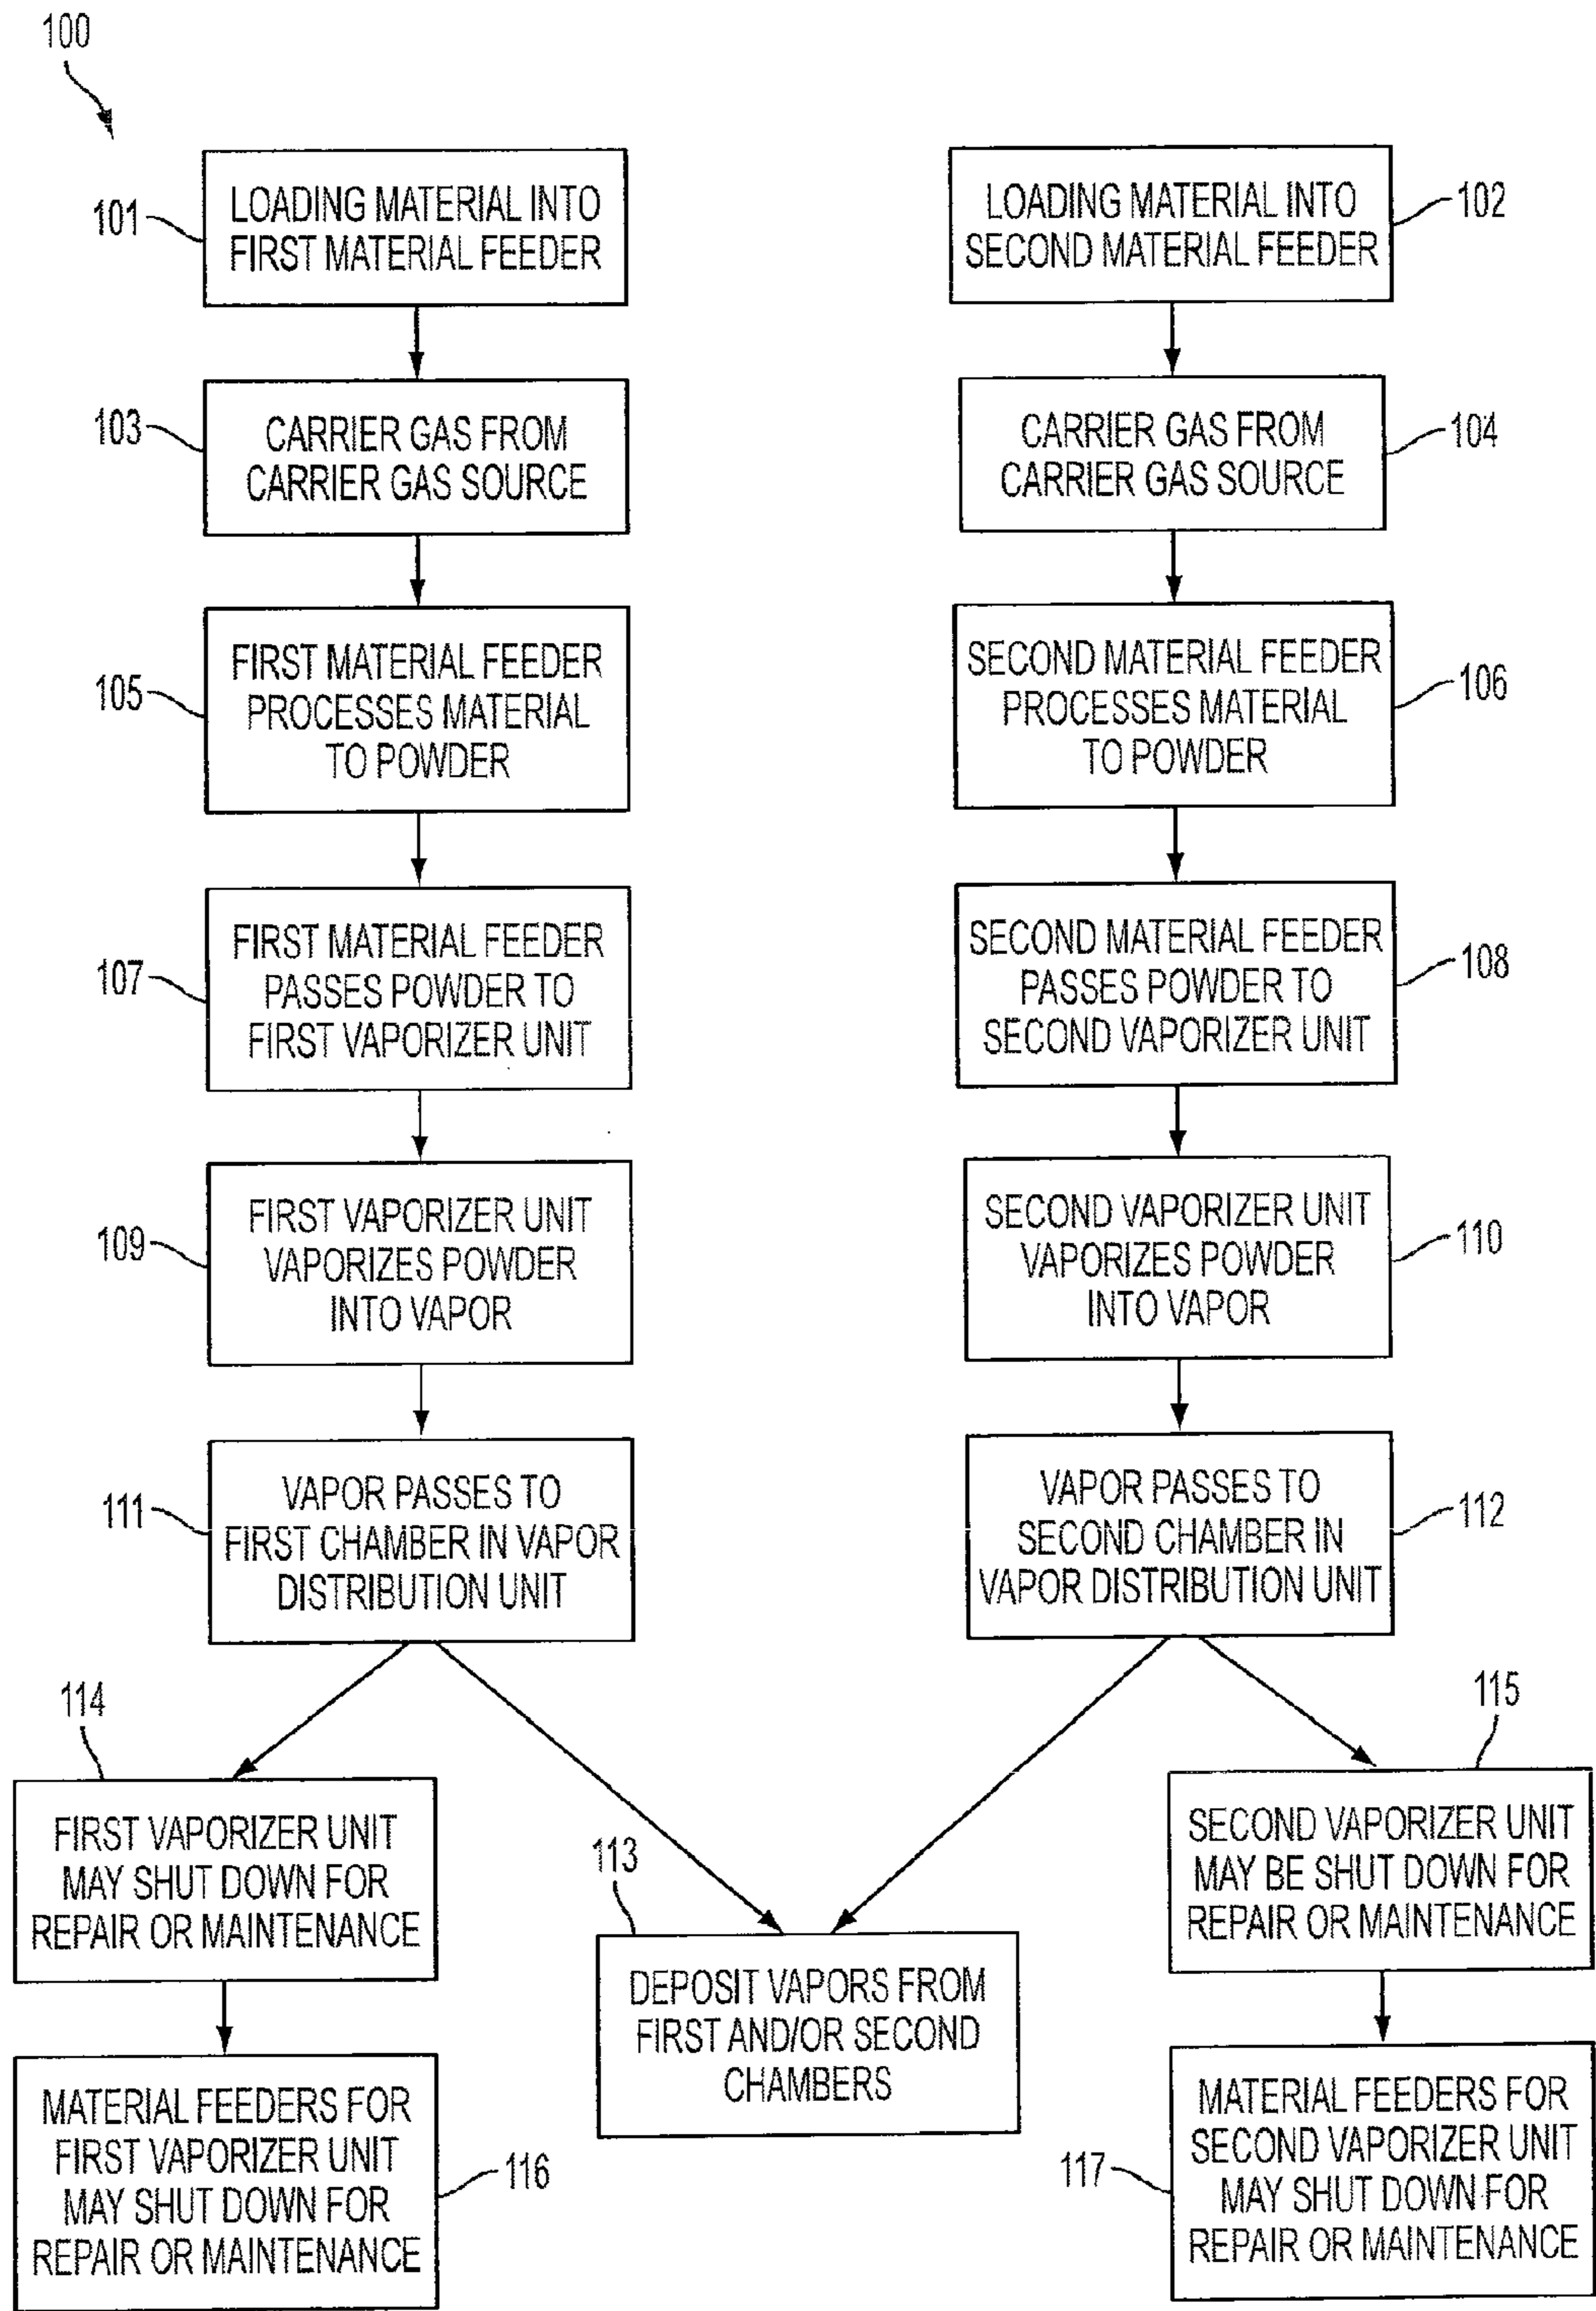 100
101
LOADING MATERIAL INTO
FIRST MATERIAL FEEDER
LOADING MATERIAL INTO
SECOND MATERIAL FEEDER
102
103
CARRIER GAS FROM
CARRIER GAS SOURCE
CARRIER GAS FROM
CARRIER GAS SOURCE
104
105
FIRST MATERIAL FEEDER
PROCESSES MATERIAL
TO POWDER
SECOND MATERIAL FEEDER
PROCESSES MATERIAL
TO POWDER
106
107
FIRST MATERIAL FEEDER
PASSES POWDER TO
FIRST VAPORIZER UNIT
SECOND MATERIAL FEEDER
PASSES POWDER TO
SECOND VAPORIZER UNIT
108
109
FIRST VAPORIZER UNIT
VAPORIZES POWDER
INTO VAPOR
SECOND VAPORIZER UNIT
VAPORIZES POWDER
INTO VAPOR
110
111
VAPOR PASSES TO
FIRST CHAMBER IN VAPOR
DISTRIBUTION UNIT
VAPOR PASSES TO
SECOND CHAMBER IN
VAPOR DISTRIBUTION UNIT
112
114
FIRST VAPORIZER UNIT
MAY SHUT DOWN FOR
REPAIR OR MAINTENANCE
113
DEPOSIT VAPORS FROM
FIRST AND/OR SECOND
CHAMBERS
115
SECOND VAPORIZER UNIT
MAY BE SHUT DOWN FOR
REPAIR OR MAINTENANCE
MATERIAL FEEDERS FOR
FIRST VAPORIZER UNIT
MAY SHUT DOWN FOR
REPAIR OR MAINTENANCE
116
117
MATERIAL FEEDERS FOR
SECOND VAPORIZER UNIT
MAY SHUT DOWN FOR
REPAIR OR MAINTENANCE